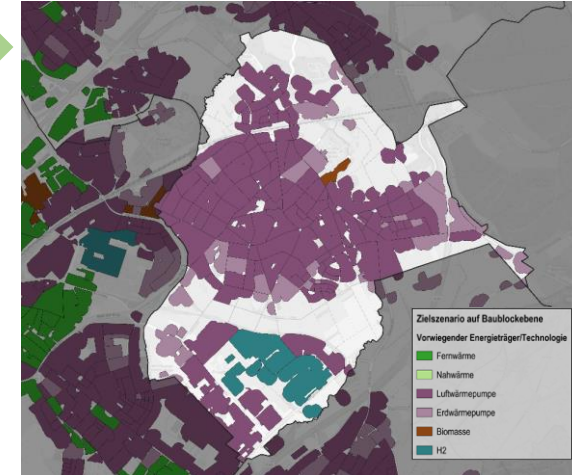 Zielszenario auf Baublockebene
Vorwiegender Energieträger/Technologie
Fernwärme
Nahwärme
Luftwärmepumpe
Erdwärmepumpe
Biomasse
H2